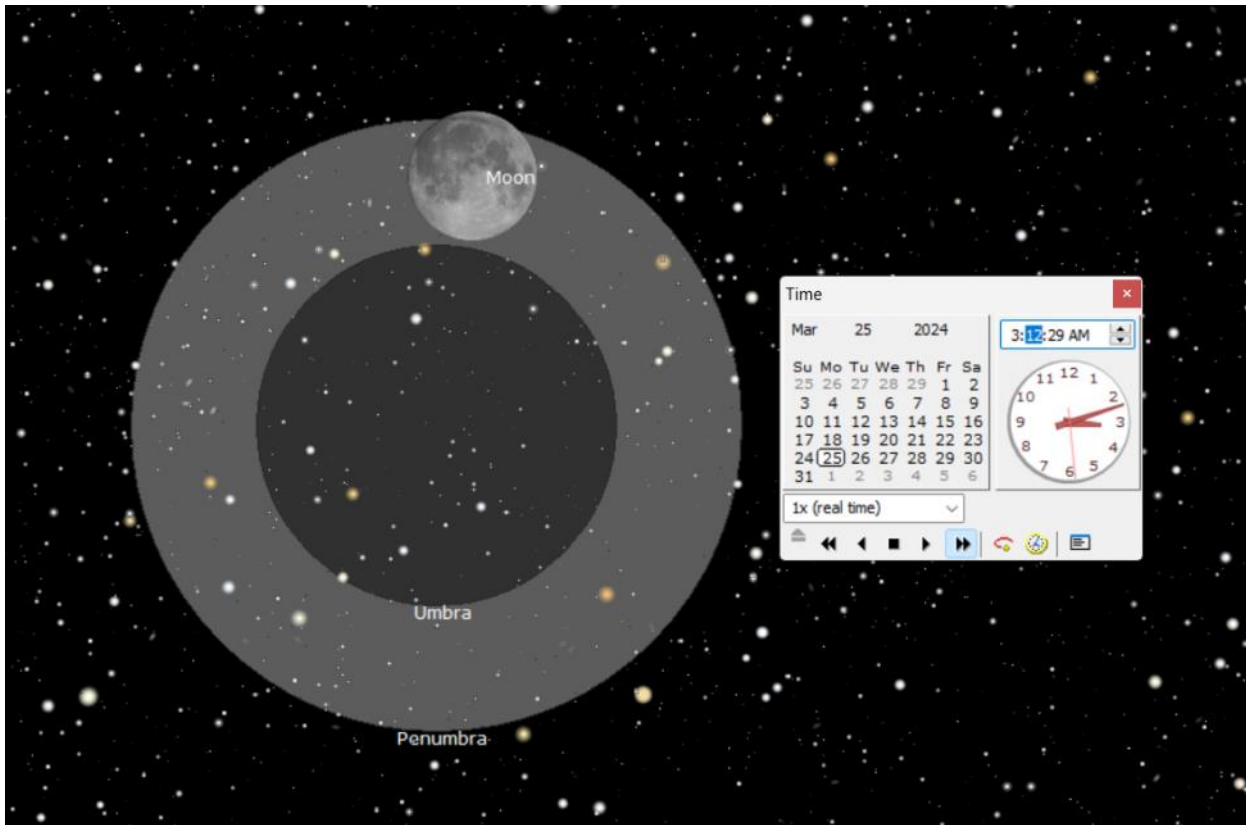 Moon
Umbra
Penumbra
Time
Mar 25 2024
3:12:29 AM
Su Mo Tu We Th Fr Sa
25 26 27 28 29 1 2
3 4 5 6 7 8 9
10 11 12 13 14 15 16
17 18 19 20 21 22 23
24 25 26 27 28 29 30
31 1 2 3 4 5 6
12
11 1
10 2
9 3
8 4
7 5
6
1x (real time)